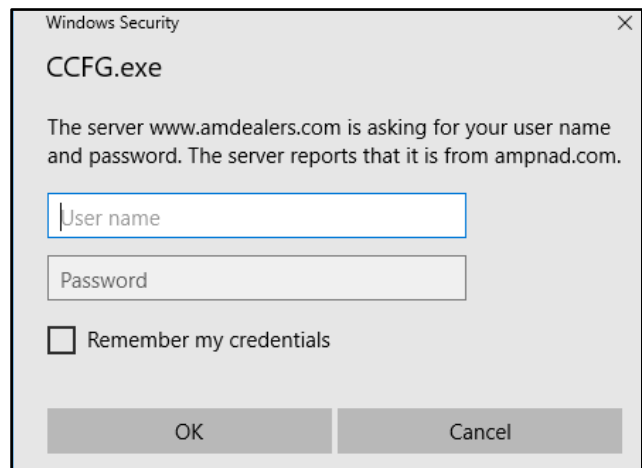 Windows Security
CCFG.exe
The server www.amdealers.com is asking for your user name
and password. The server reports that it is from ampnad.com.
User name
Password
Remember my credentials
OK
Cancel